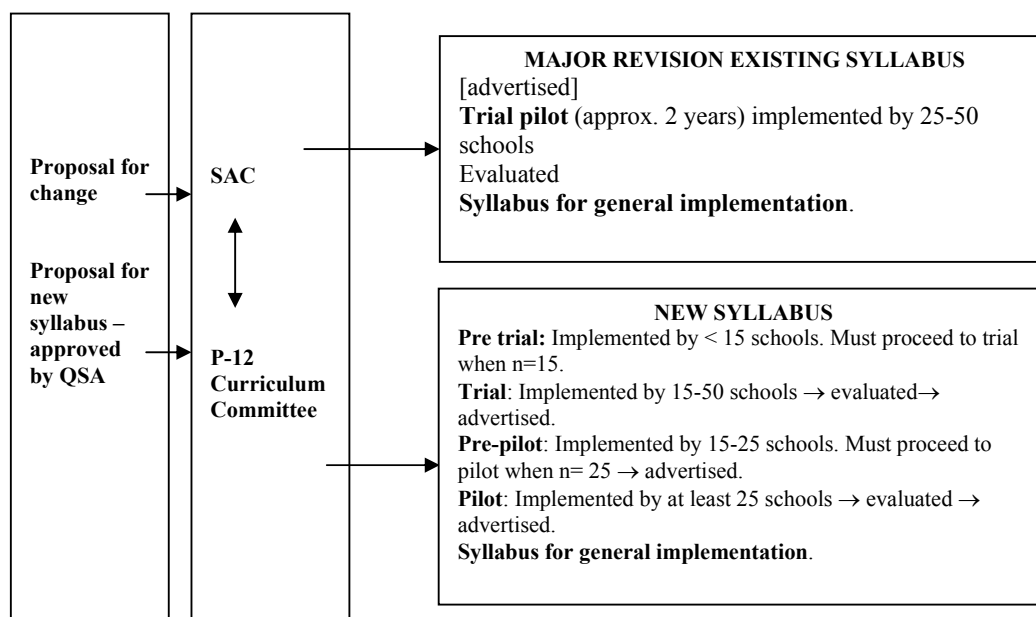 Proposal for
change
Proposal for
new
syllabus –
approved
by QSA
SAC
P-12
Curriculum
Committee
MAJOR REVISION EXISTING SYLLABUS
[advertised]
Trial pilot (approx. 2 years) implemented by 25-50
schools
Evaluated
Syllabus for general implementation.
NEW SYLLABUS
Pre trial: Implemented by < 15 schools. Must proceed to trial
when n=15.
Trial: Implemented by 15-50 schools → evaluated→
advertised.
Pre-pilot: Implemented by 15-25 schools. Must proceed to
pilot when n= 25 → advertised.
Pilot: Implemented by at least 25 schools → evaluated →
advertised.
Syllabus for general implementation.